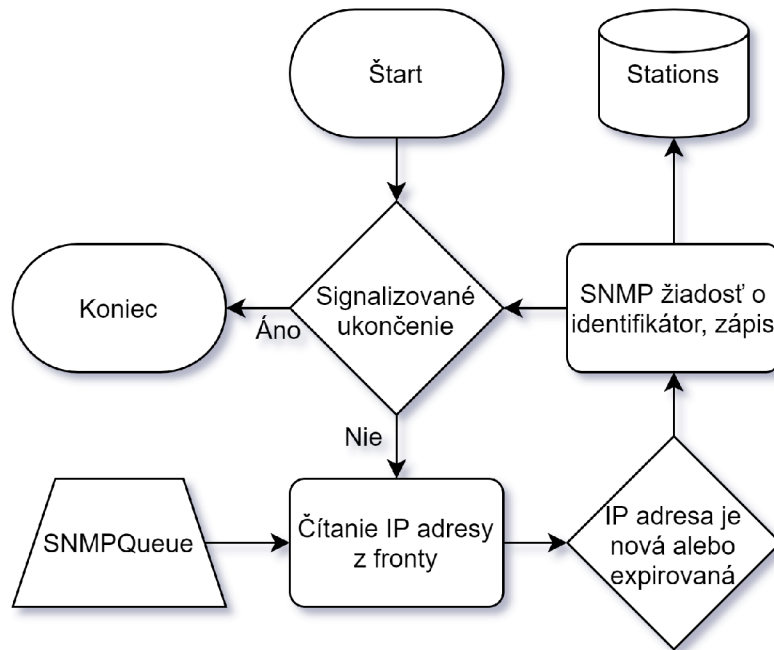 Štart
Stations
Koniec
Signalizované
ukončenie
SNMP žiadosť o
identifikátor, zápis
Áno
Nie
SNMPQueue
Čítanie IP adresy
z fronty
IP adresa je
nová alebo
expirovaná